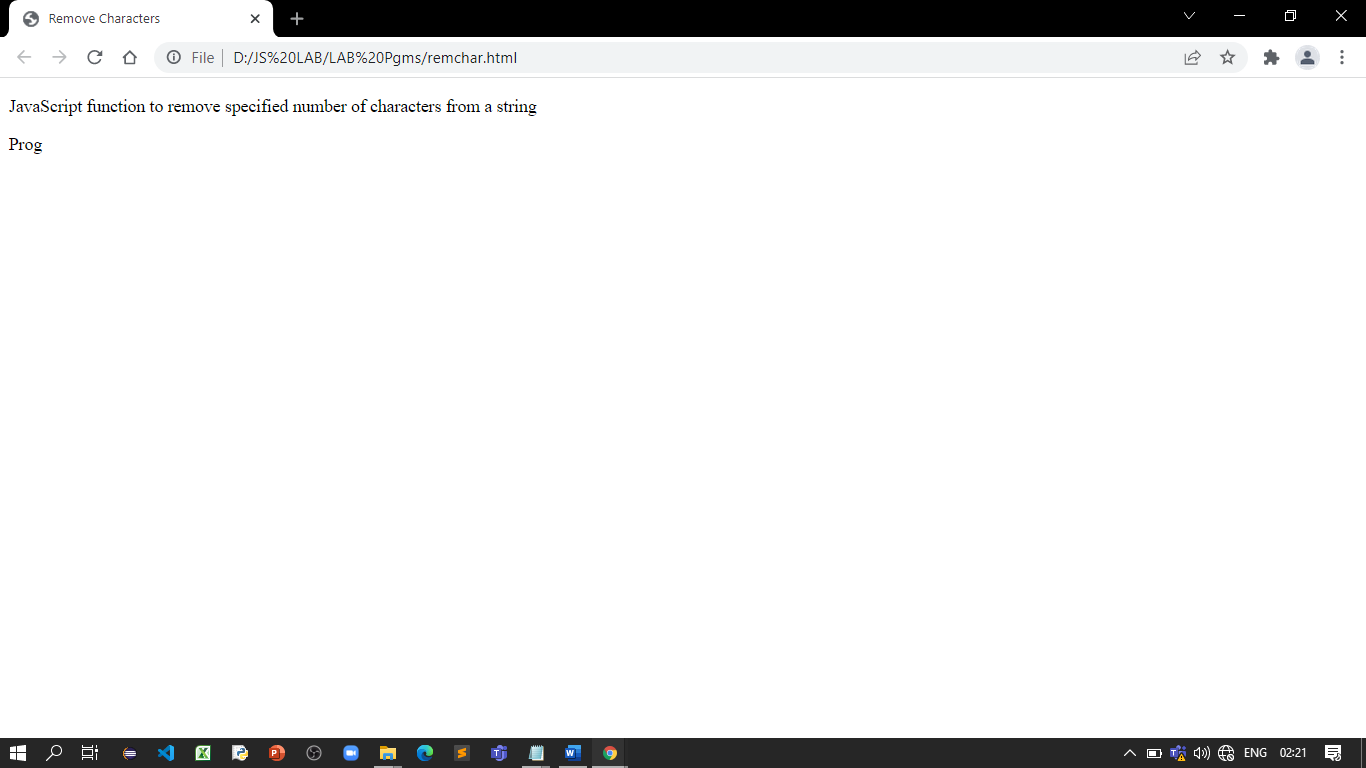 Remove Characters
File
D:/JS%20LAB/LAB%20Pgms/remchar.html
JavaScript function to remove specified number of characters from a string
Prog
ENG
02:21